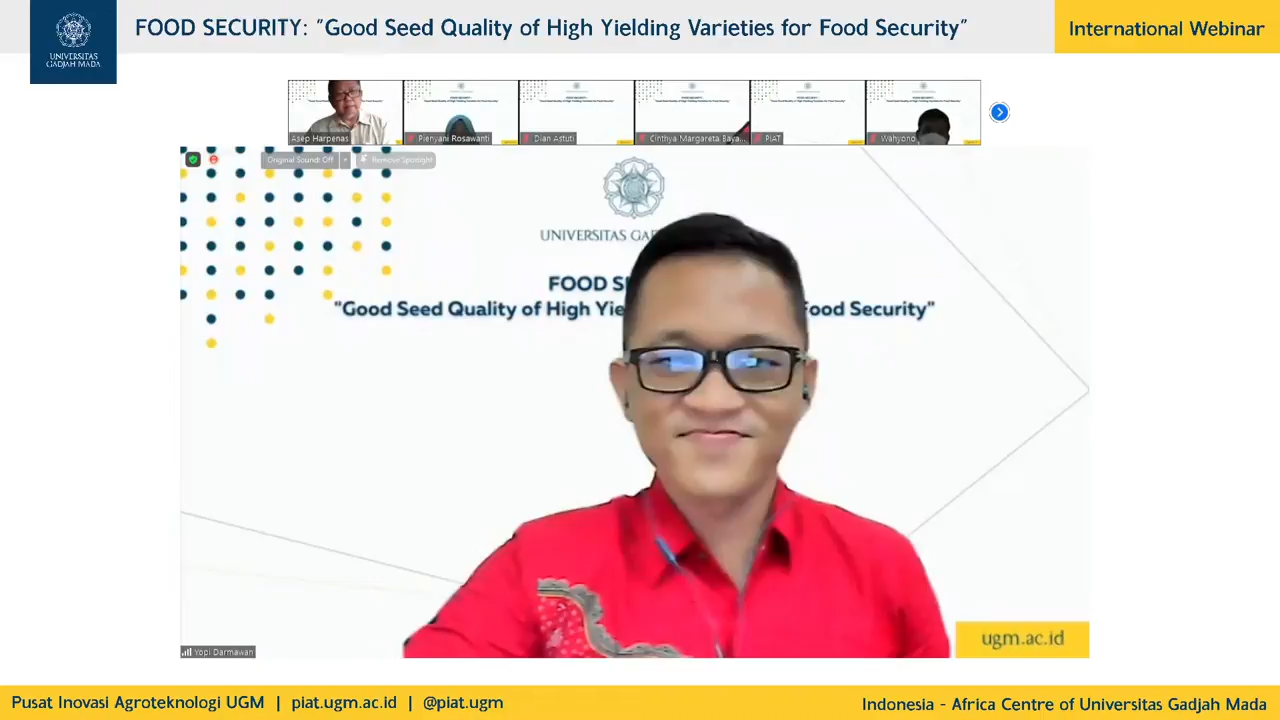 UNIVERSITAS
GADJAH MADA
FOOD SECURITY: "Good Seed Quality of High Yielding Varieties for Food Security"
International Webinar
Asep Harpenas
Pienyani Rosawanti
Dian Astuti
Cinthya Margareta Baya...
PIAT
Wahyono
Original Sound: Off
Remove Spotlight
UNIVERSITAS GA
FOOD S
"Good Seed Quality of High Yie ood Security"
Yopi Darmawan
ugm.ac.id
Pusat Inovasi Agroteknologi UGM | piat.ugm.ac.id | @piat.ugm
Indonesia - Africa Centre of Universitas Gadjah Mada